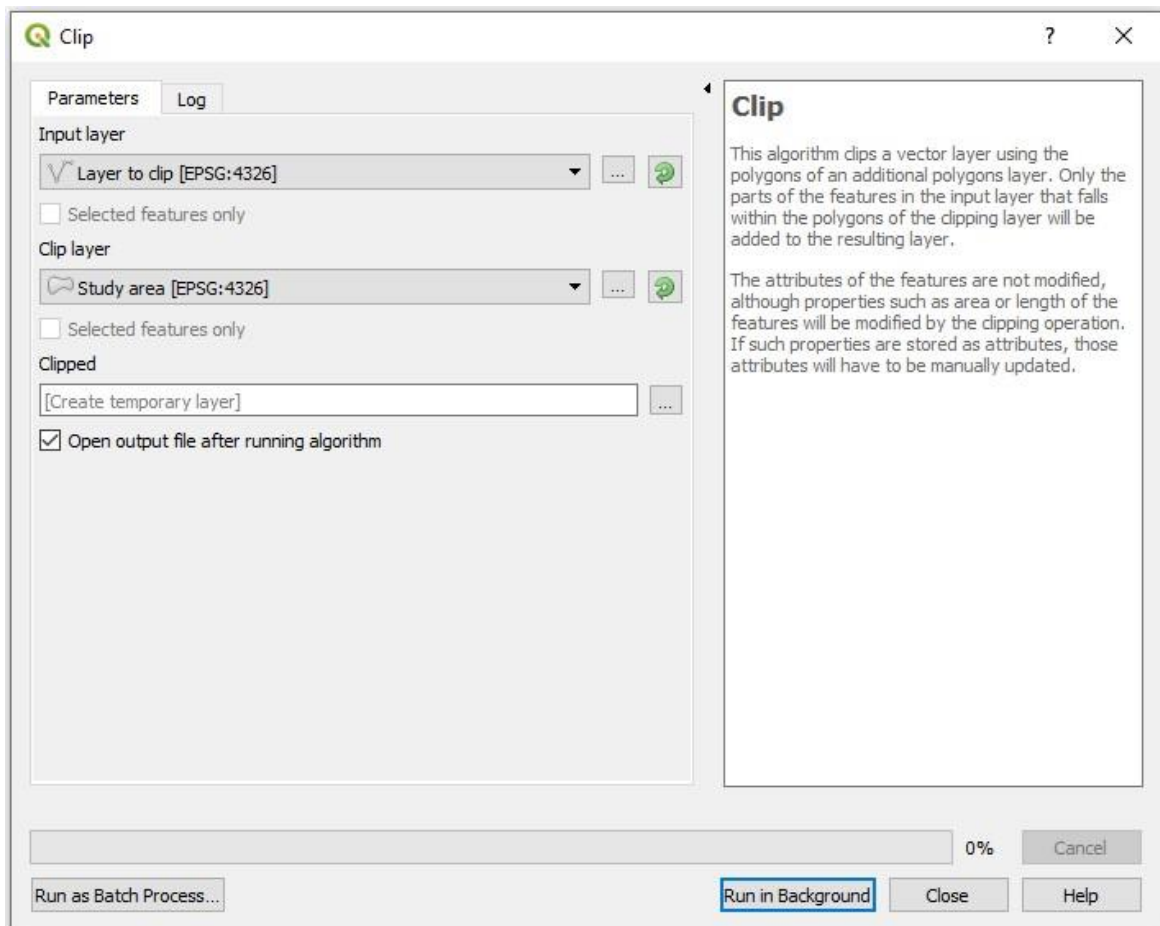 Clip
?
Parameters
Log
Input layer
Layer to clip [EPSG:4326]
...
Selected features only
Clip layer
Study area [EPSG:4326]
...
Selected features only
Clipped
[Create temporary layer]
...
Open output file after running algorithm
Clip
This algorithm clips a vector layer using the
polygons of an additional polygons layer. Only the
parts of the features in the input layer that falls
within the polygons of the clipping layer will be
added to the resulting layer.
The attributes of the features are not modified,
although properties such as area or length of the
features will be modified by the clipping operation.
If such properties are stored as attributes, those
attributes will have to be manually updated.
0%
Cancel
Run as Batch Process...
Run in Background
Close
Help